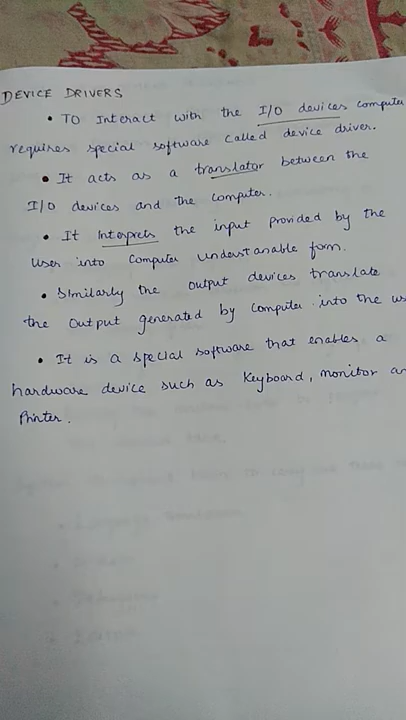 DEVICE DRIVERS
• To Interact with the I/O devices computer
requires special software called device driver.
• It acts as a translator between the
I/O devices and the computer.
• It Interprets the input provided by the
user into computer understanable form.
• Similarly the output devices translate
the output generated by computer into the us
• It is a special software that enables a
hardware device such as Keyboard, monitor an
Printer.